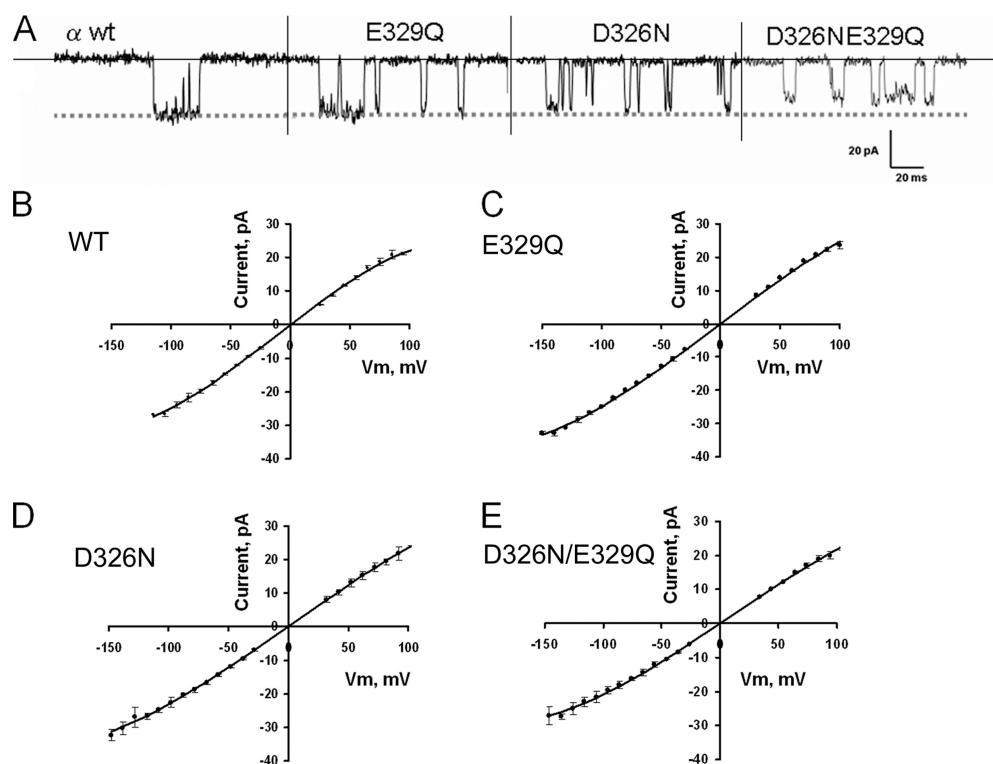 A
α wt
E329Q
D326N
D326NE329Q
20 pA
20 ms
B
WT
Current, pA
30
20
10
0
-10
-20
-30
-40
-150
-100
-50
0
50
100
Vm, mV
C
E329Q
Current, pA
30
20
10
0
-10
-20
-30
-40
-150
-100
-50
0
50
100
Vm, mV
D
D326N
Current, pA
30
20
10
0
-10
-20
-30
-40
-150
-100
-50
0
50
100
Vm, mV
E
D326N/E329Q
Current, pA
30
20
10
0
-10
-20
-30
-40
-150
-100
-50
0
50
100
Vm, mV